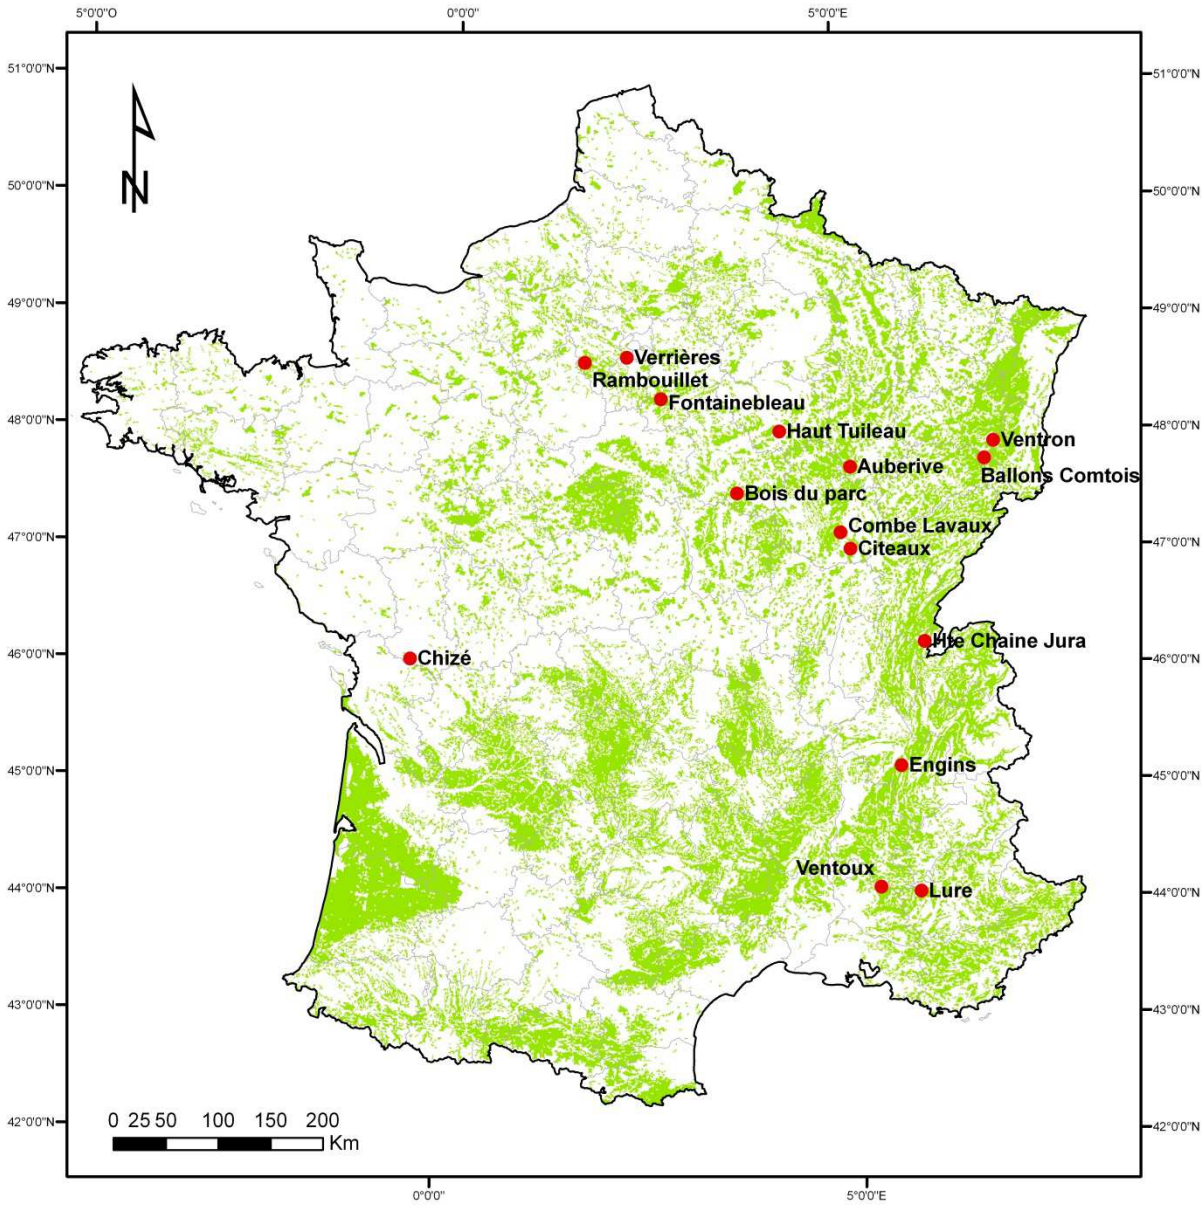 5°0'0"O 0°0'0" 5°0'0"E
51°0'0"N 51°0'0"N
N
50°0'0"N 50°0'0"N
49°0'0"N 49°0'0"N
Verrières
Rambouillet
Fontainebleau
48°0'0"N 48°0'0"N
Haut Tuileau
Ventron
Auberive
Ballons Comtois
Bois du parc
Combe Lavaux
47°0'0"N 47°0'0"N
Citeaux
Hte Chaine Jura
46°0'0"N 46°0'0"N
Chizé
Engins
45°0'0"N 45°0'0"N
Ventoux
44°0'0"N 44°0'0"N
Lure
43°0'0"N 43°0'0"N
42°0'0"N 42°0'0"N
0 25 50 100 150 200
Km
0°0'0" 5°0'0"E